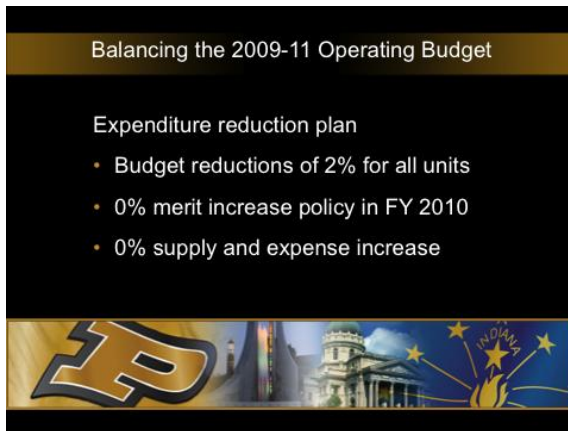 Balancing the 2009-11 Operating Budget
Expenditure reduction plan
• Budget reductions of 2% for all units
• 0% merit increase policy in FY 2010
• 0% supply and expense increase
P
INDIANA